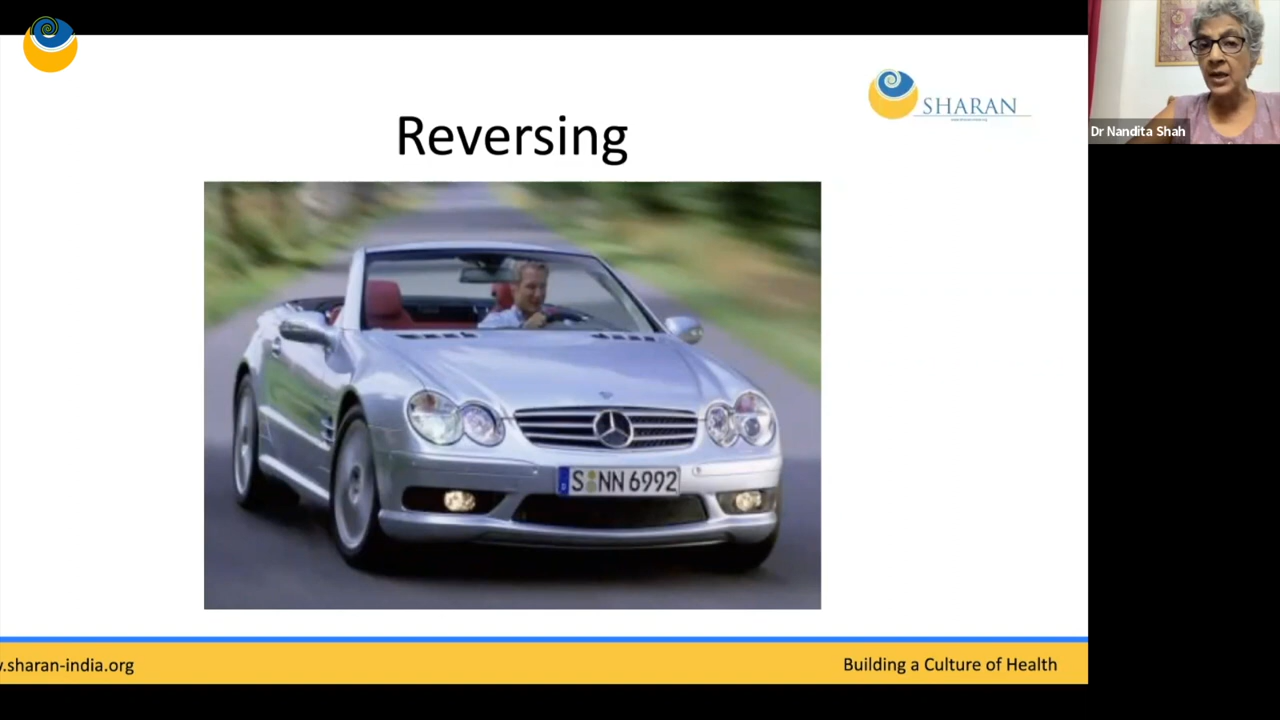 SHARAN
Reversing
Dr Nandita Shah
S NN 6992
.sharan-india.org
Building a Culture of Health